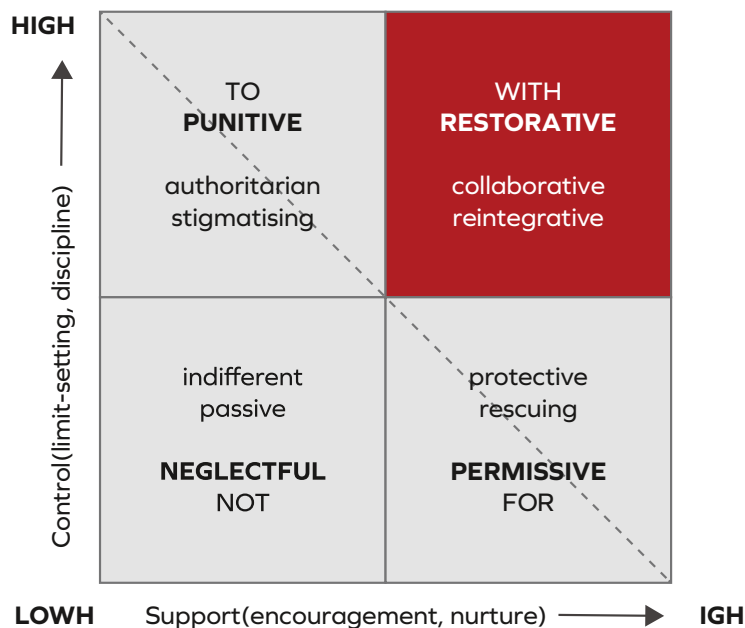 HIGH
TO
PUNITIVE
authoritarian
stigmatising
WITH
RESTORATIVE
collaborative
reintegrative
Control(limit-setting, discipline)
indifferent
passive
NEGLECTFUL
NOT
protective
rescuing
PERMISSIVE
FOR
LOWH Support(encouragement, nurture) IGH